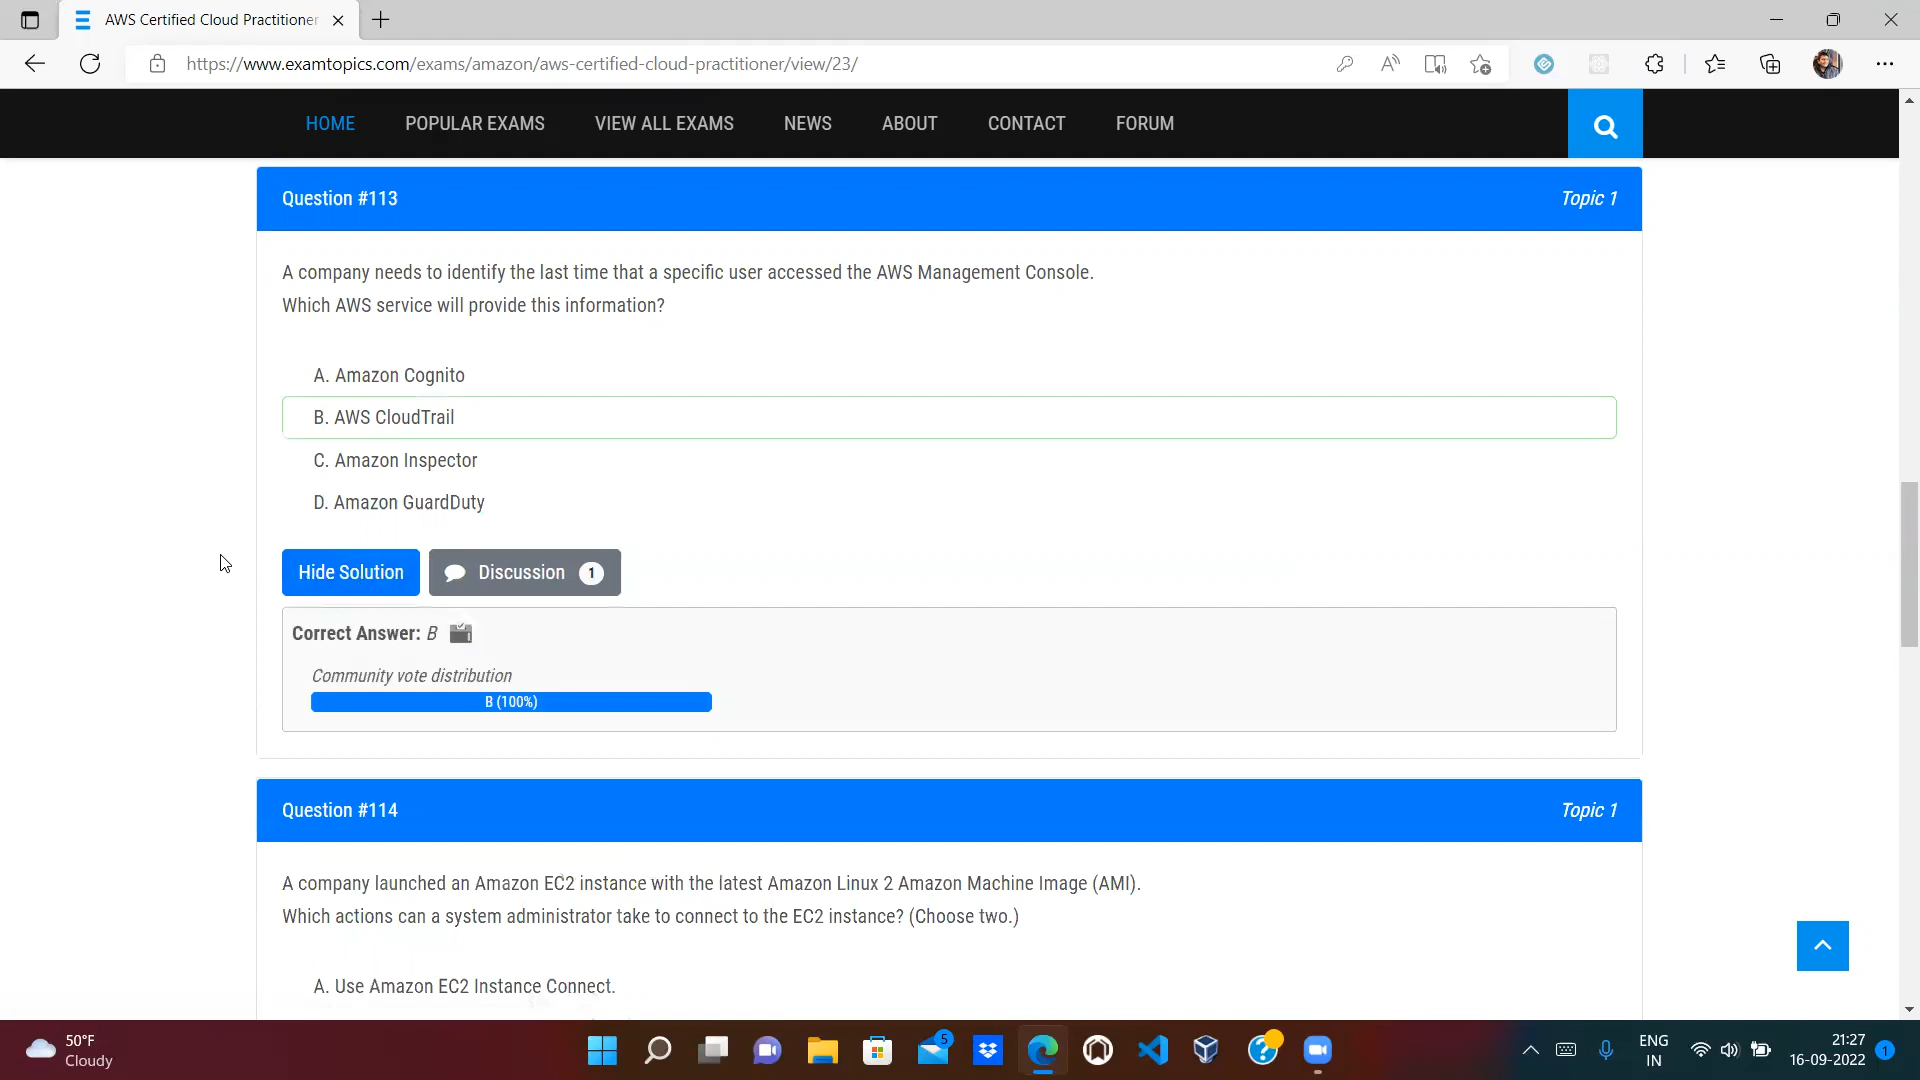 AWS Certified Cloud Practitioner
https://www.examtopics.com/exams/amazon/aws-certified-cloud-practitioner/view/23/
HOME POPULAR EXAMS VIEW ALL EXAMS NEWS ABOUT CONTACT FORUM
Question #113 Topic 1
A company needs to identify the last time that a specific user accessed the AWS Management Console.
Which AWS service will provide this information?
A. Amazon Cognito
B. AWS CloudTrail
C. Amazon Inspector
D. Amazon GuardDuty
Hide Solution Discussion 1
Correct Answer: B
Community vote distribution
B (100%)
Question #114 Topic 1
A company launched an Amazon EC2 instance with the latest Amazon Linux 2 Amazon Machine Image (AMI).
Which actions can a system administrator take to connect to the EC2 instance? (Choose two.)
A. Use Amazon EC2 Instance Connect.
50°F
Cloudy
5
ENG
IN
21:27
16-09-2022
1